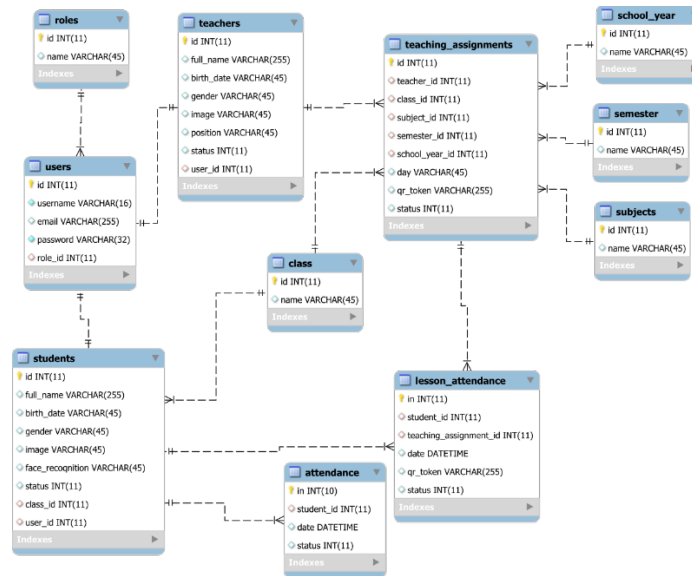 roles
id INT(11)
name VARCHAR(45)
Indexes
users
id INT(11)
username VARCHAR(16)
email VARCHAR(255)
password VARCHAR(32)
role_id INT(11)
Indexes
teachers
id INT(11)
full_name VARCHAR(255)
birth_date VARCHAR(45)
gender VARCHAR(45)
image VARCHAR(45)
position VARCHAR(45)
status INT(11)
user_id INT(11)
Indexes
teaching_assignments
id INT(11)
teacher_id INT(11)
class_id INT(11)
subject_id INT(11)
semester_id INT(11)
school_year_id INT(11)
day VARCHAR(45)
qr_token VARCHAR(255)
status INT(11)
Indexes
school_year
id INT(11)
name VARCHAR(45)
Indexes
semester
id INT(11)
name VARCHAR(45)
Indexes
subjects
id INT(11)
name VARCHAR(45)
Indexes
class
id INT(11)
name VARCHAR(45)
Indexes
students
id INT(11)
full_name VARCHAR(255)
birth_date VARCHAR(45)
gender VARCHAR(45)
image VARCHAR(45)
face_recognition VARCHAR(45)
status INT(11)
class_id INT(11)
user_id INT(11)
Indexes
attendance
in INT(10)
student_id INT(11)
date DATETIME
status INT(11)
Indexes
lesson_attendance
in INT(11)
student_id INT(11)
teaching_assignment_id INT(11)
date DATETIME
qr_token VARCHAR(255)
status INT(11)
Indexes